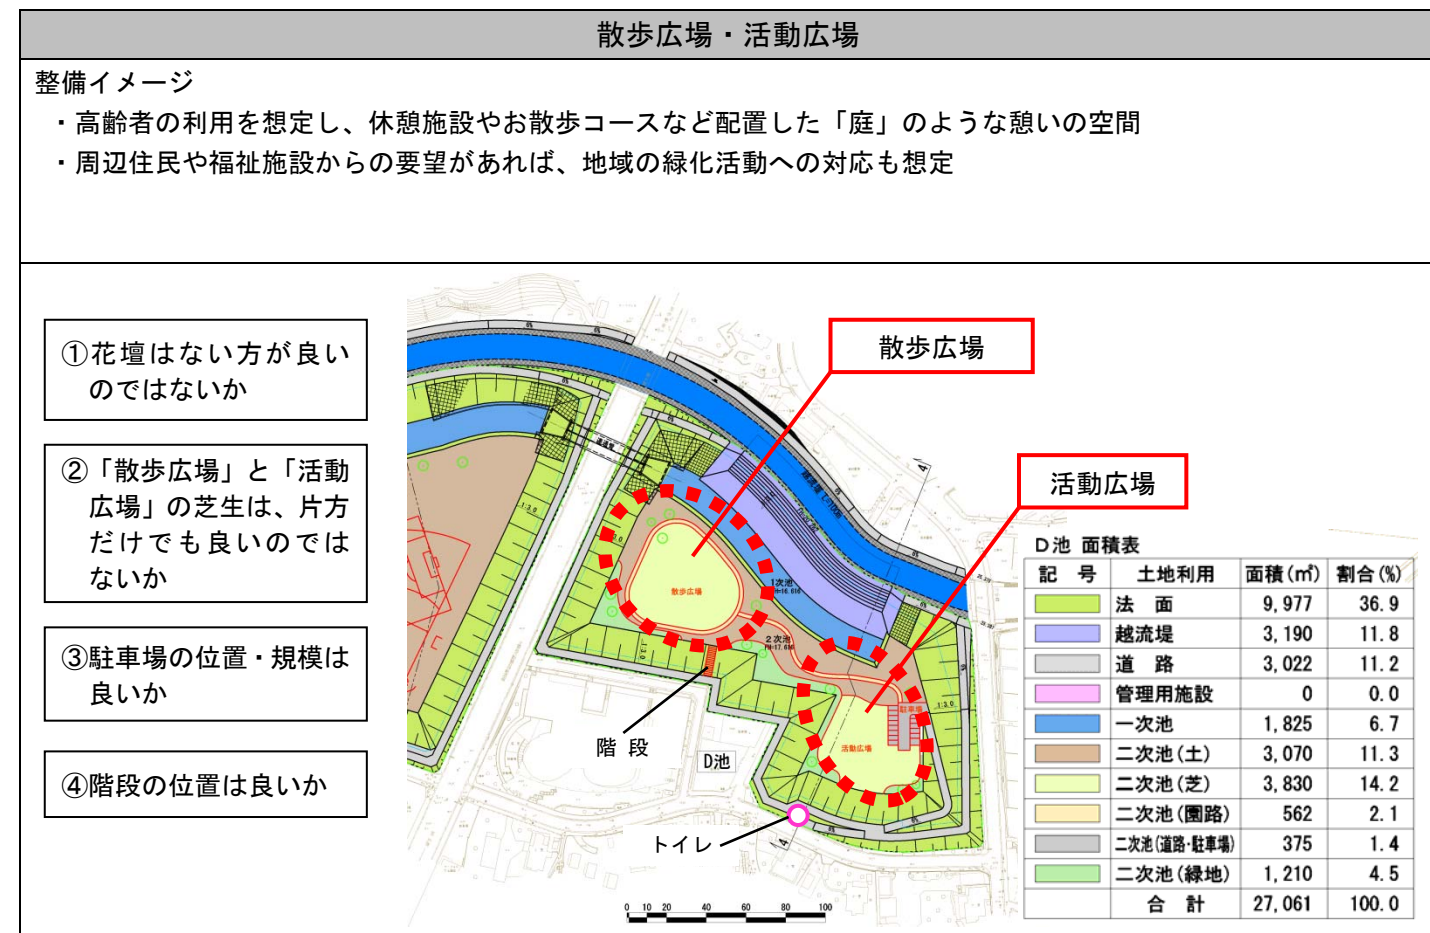 散歩広場・活動広場
整備イメージ
・高齢者の利用を想定し、休憩施設やお散歩コースなど配置した「庭」のような憩いの空間
・周辺住民や福祉施設からの要望があれば、地域の緑化活動への対応も想定
①花壇はない方が良い
のではないか
②「散歩広場」と「活動
広場」の芝生は、片方
だけでも良いのでは
ないか
③駐車場の位置・規模は
良いか
④階段の位置は良いか
散歩広場
活動広場
散歩広場
1次池
2次池
駐車場
活動広場
階 段
D池
トイレ
0 10 20 40 60 80 100
D池 面積表
記 号 土地利用 面積(㎡) 割合(%)
法 面 9,977 36.9
越流堤 3,190 11.8
道 路 3,022 11.2
管理用施設 0 0.0
一次池 1,825 6.7
二次池(土) 3,070 11.3
二次池(芝) 3,830 14.2
二次池(園路) 562 2.1
二次池(道路・駐車場) 375 1.4
二次池(緑地) 1,210 4.5
合 計 27,061 100.0